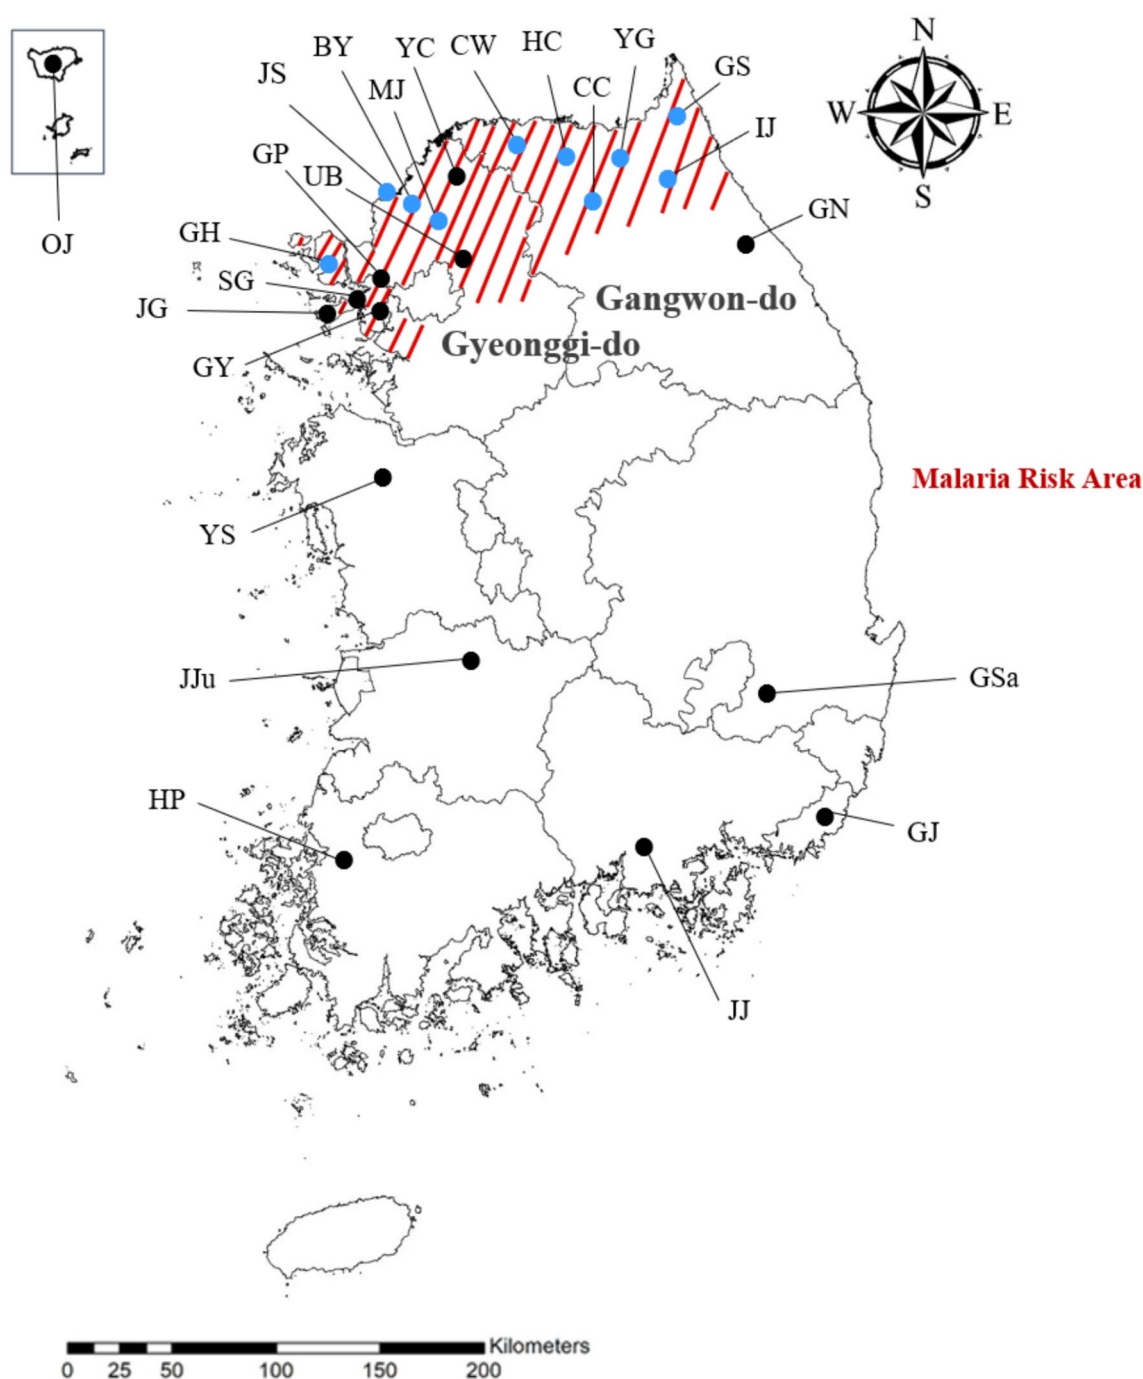 N
W E
S
BY YC CW HC YG
JS MJ CC GS
GP UB IJ
GN
OJ
GH
SG
JG
GY
Gangwon-do
Gyeonggi-do
Malaria Risk Area
YS
JJu
GSa
HP
GJ
JJ
Kilometers
0 25 50 100 150 200